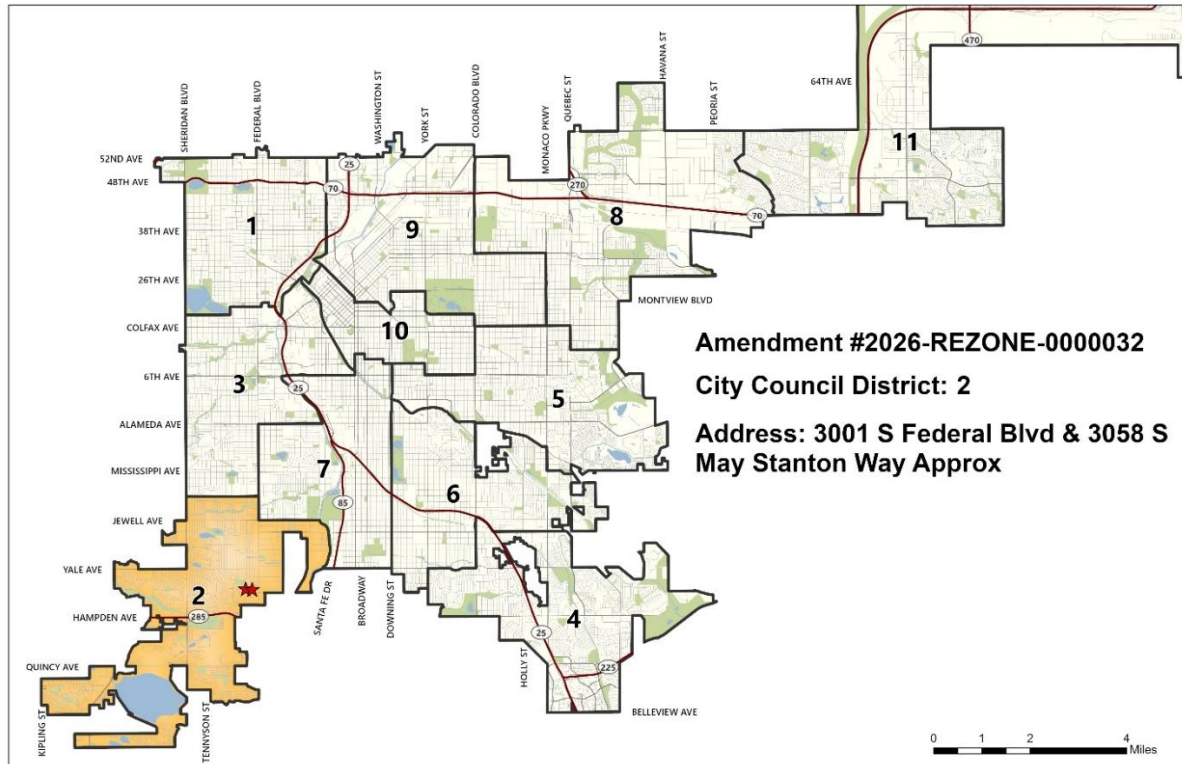 SHERIDAN BLVD
FEDERAL BLVD
WASHINGTON ST
YORK ST
COLORADO BLVD
MONACO PKWY
QUEBEC ST
HAVANA ST
PEORIA ST
64TH AVE
470
11
52ND AVE
48TH AVE
38TH AVE
26TH AVE
COLFAX AVE
6TH AVE
ALAMEDA AVE
MISSISSIPPI AVE
JEWELL AVE
YALE AVE
HAMPDEN AVE
QUINCY AVE
25
70
270
70
1
9
8
10
3
25
5
7
6
85
2
285
4
25
225
MONTVIEW BLVD
Amendment #2026-REZONE-0000032
City Council District: 2
Address: 3001 S Federal Blvd & 3058 S
May Stanton Way Approx
SANTA FE DR
BROADWAY
DOWNING ST
HOLLY ST
BELLEVIEW AVE
KIPLING ST
TENNYSON ST
0 1 2 4
Miles